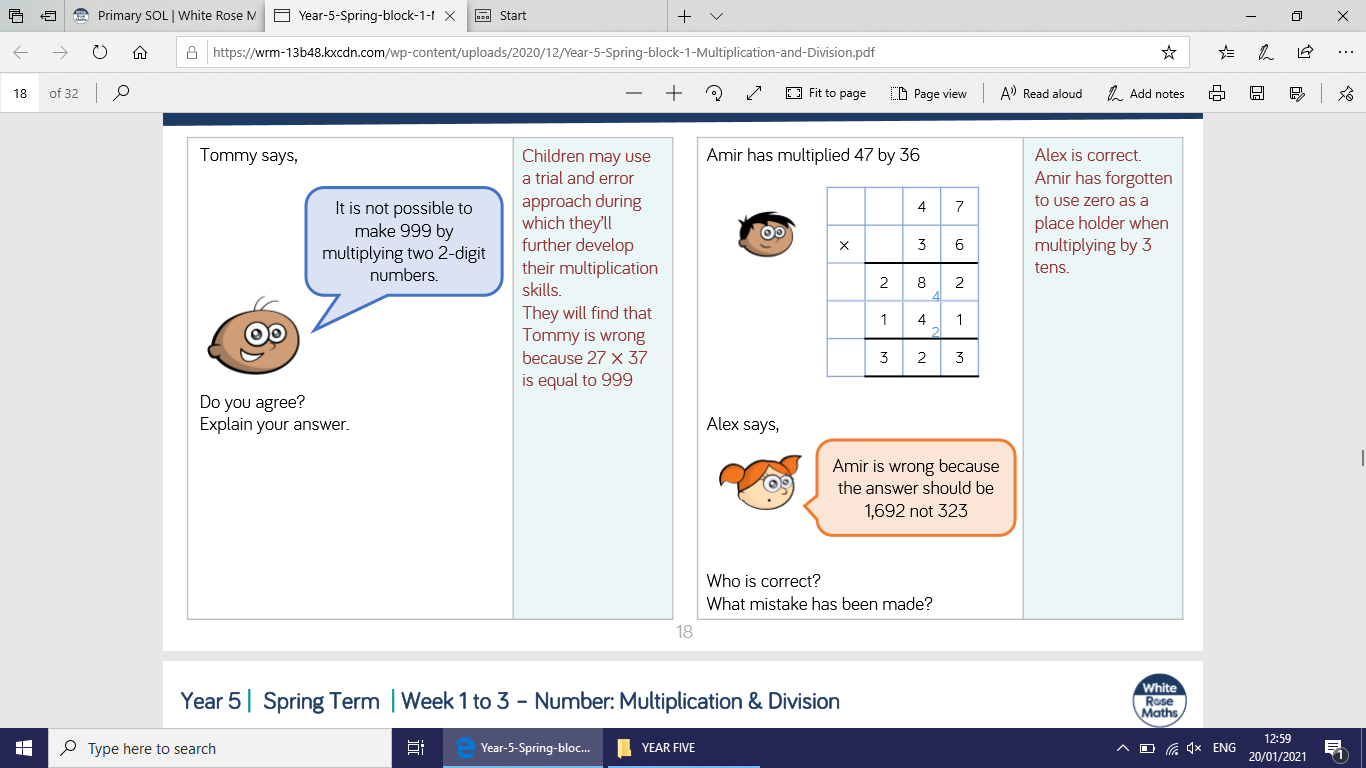 Primary SOL | White Rose M
Year-5-Spring-block-1-I
Start
https://wrm-13b48.kxcdn.com/wp-content/uploads/2020/12/Year-5-Spring-block-1-Multiplication-and-Division.pdf
18 of 32
Fit to page
Page view
Read aloud
Add notes
Tommy says,
It is not possible to
make 999 by
multiplying two 2-digit
numbers.
Do you agree?
Explain your answer.
Children may use
a trial and error
approach during
which they'll
further develop
their multiplication
skills.
They will find that
Tommy is wrong
because 27 × 37
is equal to 999
Amir has multiplied 47 by 36
4 7
× 3 6
2 8 4 2
1 4 2 1
3 2 3
Alex says,
Amir is wrong because
the answer should be
1,692 not 323
Who is correct?
What mistake has been made?
Alex is correct.
Amir has forgotten
to use zero as a
place holder when
multiplying by 3
tens.
18
Year 5 | Spring Term | Week 1 to 3 – Number: Multiplication & Division
White
Rose
Maths
Type here to search
Year-5-Spring-bloc...
YEAR FIVE
ENG
12:59
20/01/2021
1